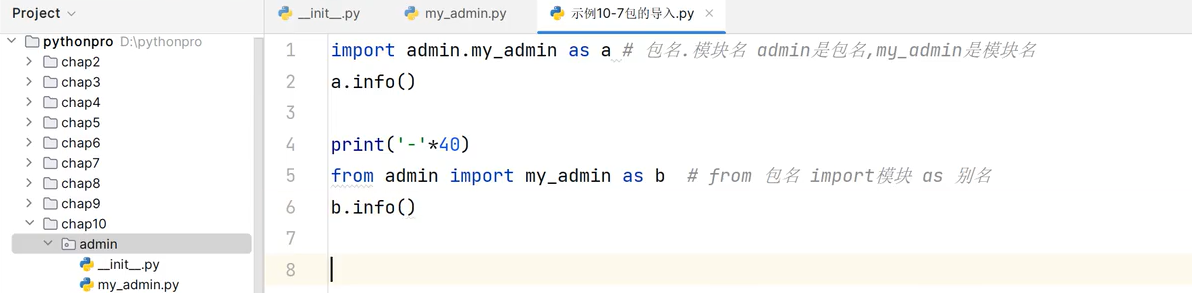 Project
pythonpro D:\pythonpro
chap2
chap3
chap4
chap5
chap6
chap7
chap8
chap9
chap10
admin
__init__.py
my_admin.py
__init__.py
my_admin.py
示例10-7包的导入.py
1 import admin.my_admin as a # 包名.模块名 admin是包名,my_admin是模块名
2 a.info()
3
4 print('-'*40)
5 from admin import my_admin as b # from 包名 import模块 as 别名
6 b.info()
7
8